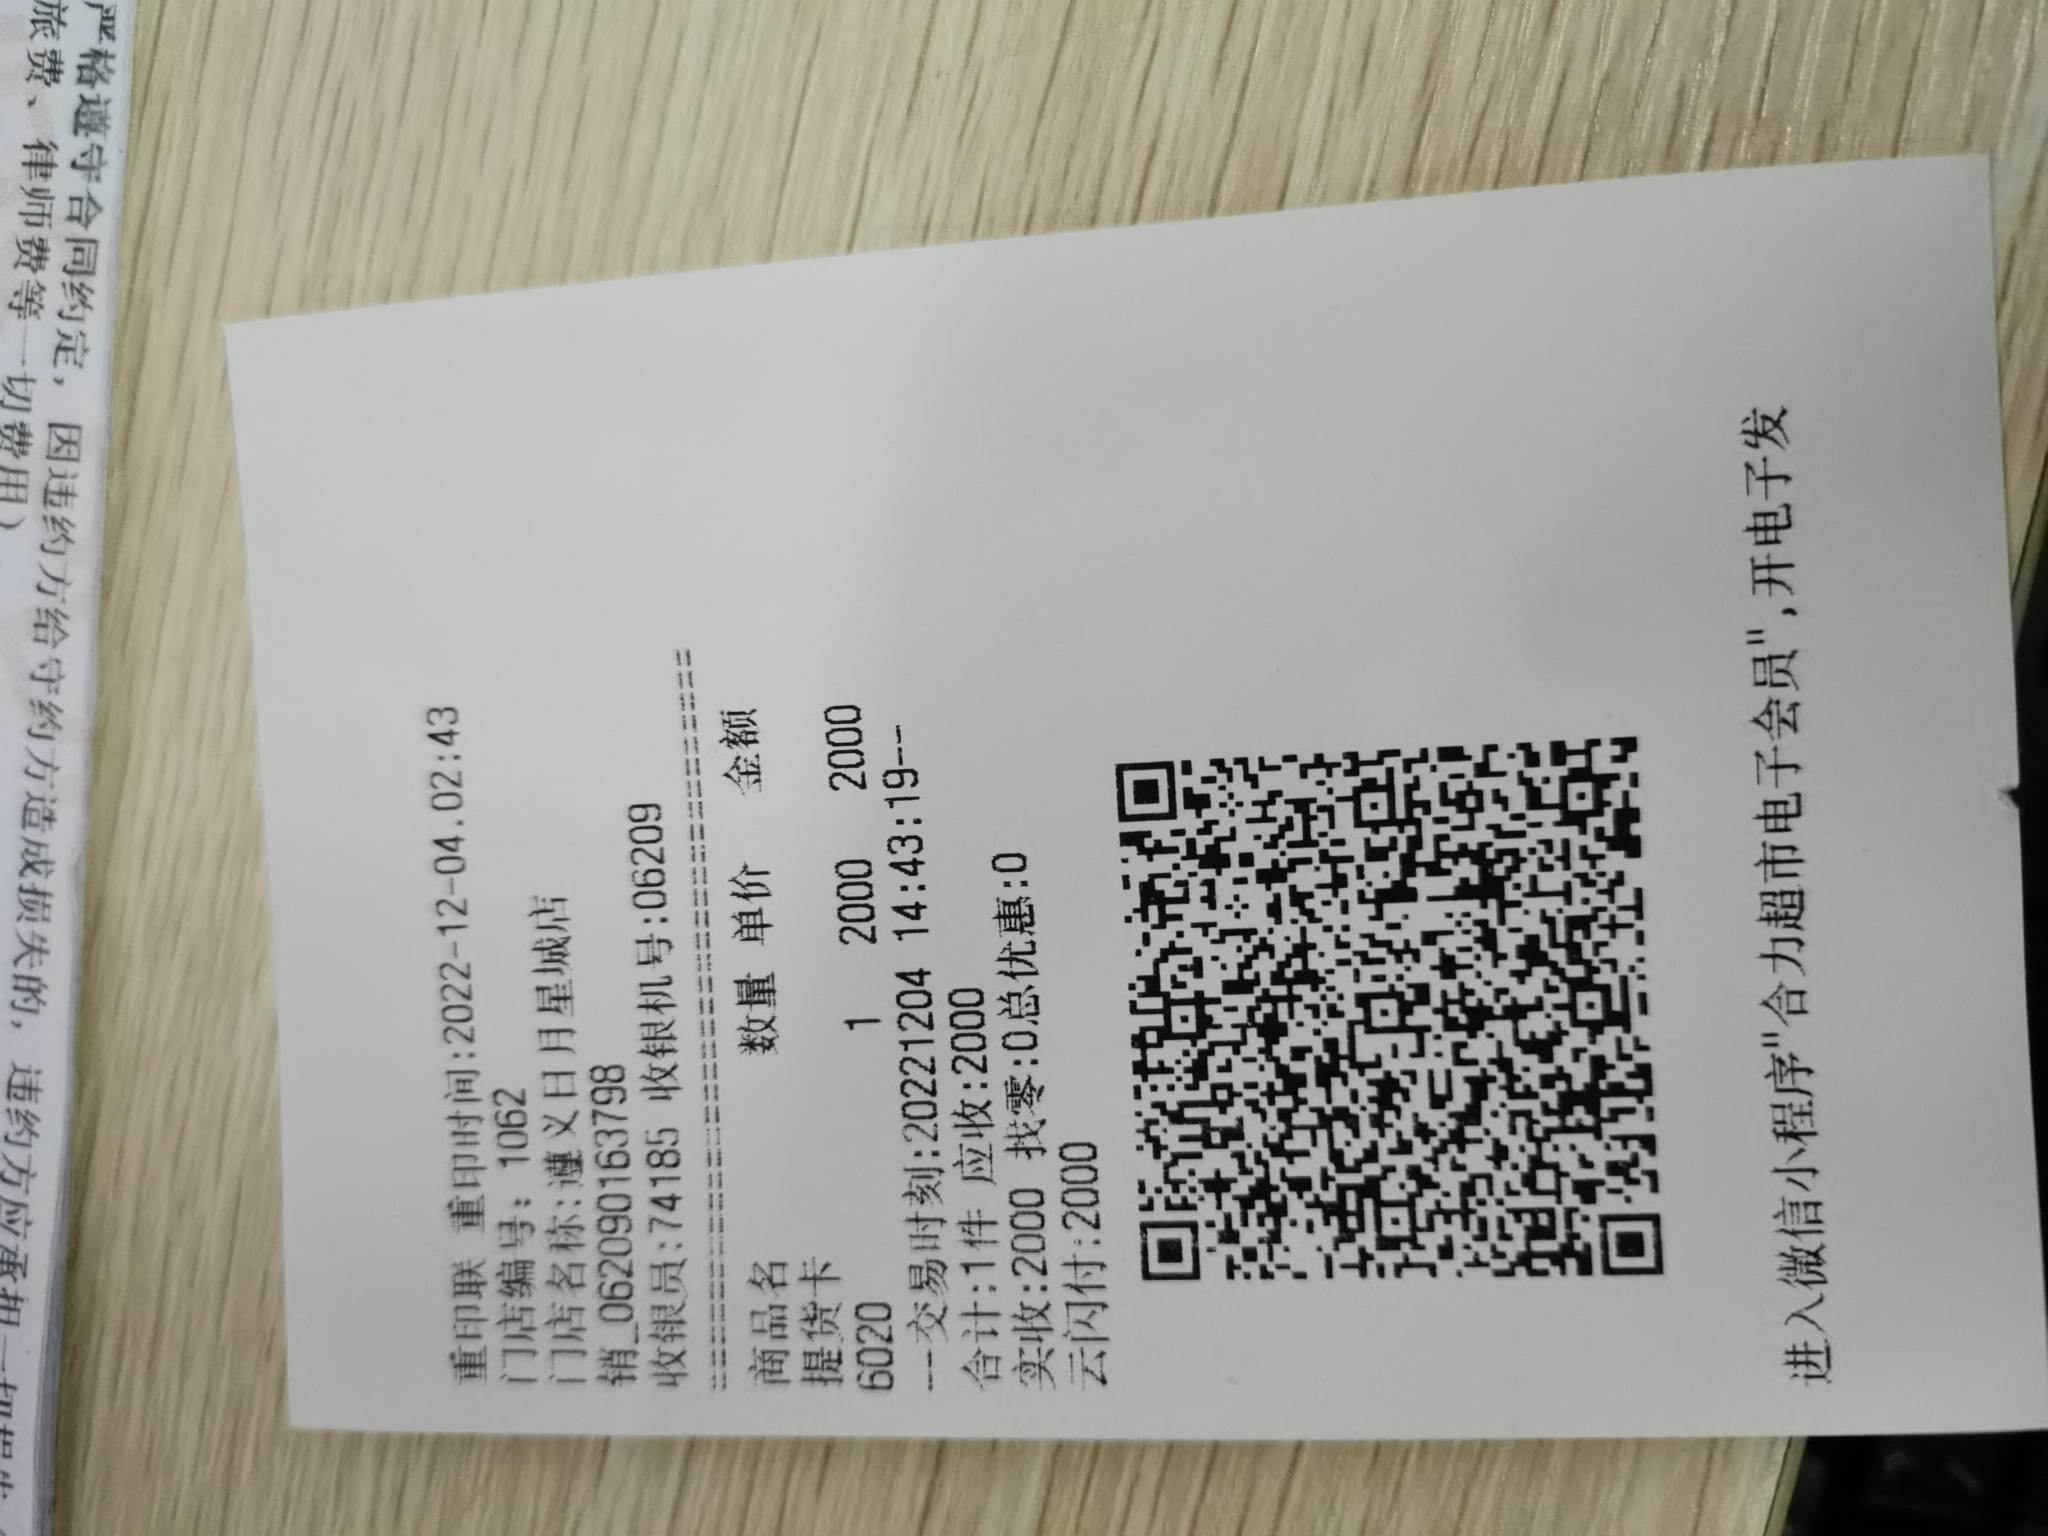 重印联 重印时间:2022-12-04.02:43
门店编号: 1062
门店名称:遵义日月星城店
销_062090163798
收银员:74185 收银机号:06209
商品名 数量 单价 金额
提货卡
6020 1 2000 2000
--交易时刻:20221204 14:43:19--
合计:1件 应收:2000
实收:2000 找零:0总优惠:0
云闪付:2000
进入微信小程序"合力超市电子会员",开电子发
严格遵守合同约定，因违约方给守约方造成损失的，违约方应承担一切
旅费、律师费等一切费用）